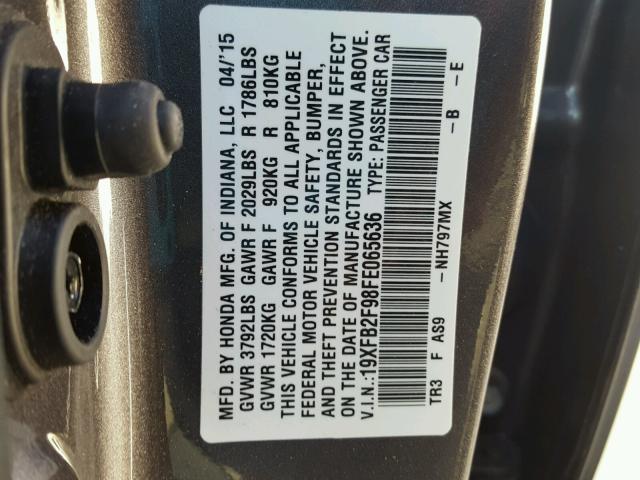 MFD. BY HONDA MFG. OF INDIANA, LLC 04/'15
GVWR 3792LBS GAWR F 2029LBS R 1786LBS
GVWR 1720KG GAWR F 920KG R 810KG
THIS VEHICLE CONFORMS TO ALL APPLICABLE
FEDERAL MOTOR VEHICLE SAFETY, BUMPER,
AND THEFT PREVENTION STANDARDS IN EFFECT
ON THE DATE OF MANUFACTURE SHOWN ABOVE.
V.I.N.:19XFB2F98FE065636 TYPE: PASSENGER CAR
TR3 F AS9 -NH797MX -B -E